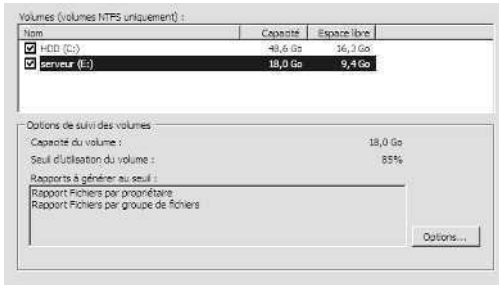 Volumes (volumes NTFS uniquement) :
Nom Capacité Espace libre
HDD (C:) 48,6 Go 16,3 Go
serveur (E:) 18,0 Go 9,4 Go
Options de suivi des volumes
Capacité du volume : 18,0 Go
Seuil d'utilisation du volume : 85%
Rapports à générer au seuil :
Rapport Fichiers par propriétaire
Rapport Fichiers par groupe de fichiers
Options...